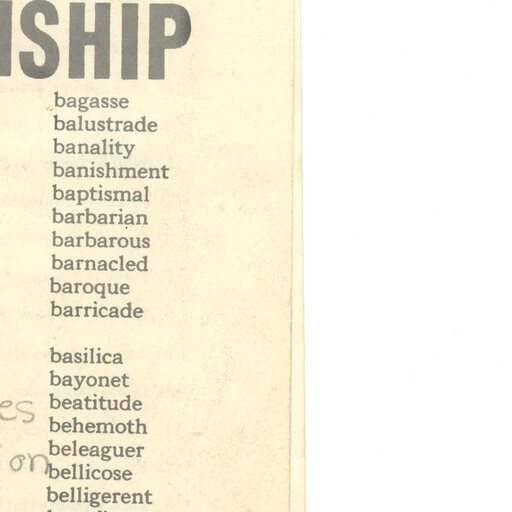 NSHIP
bagasse
balustrade
banality
banishment
baptismal
barbarian
barbarous
barnacled
baroque
barricade
basilica
bayonet
beatitude
es behemoth
beleaguer
on bellicose
belligerent